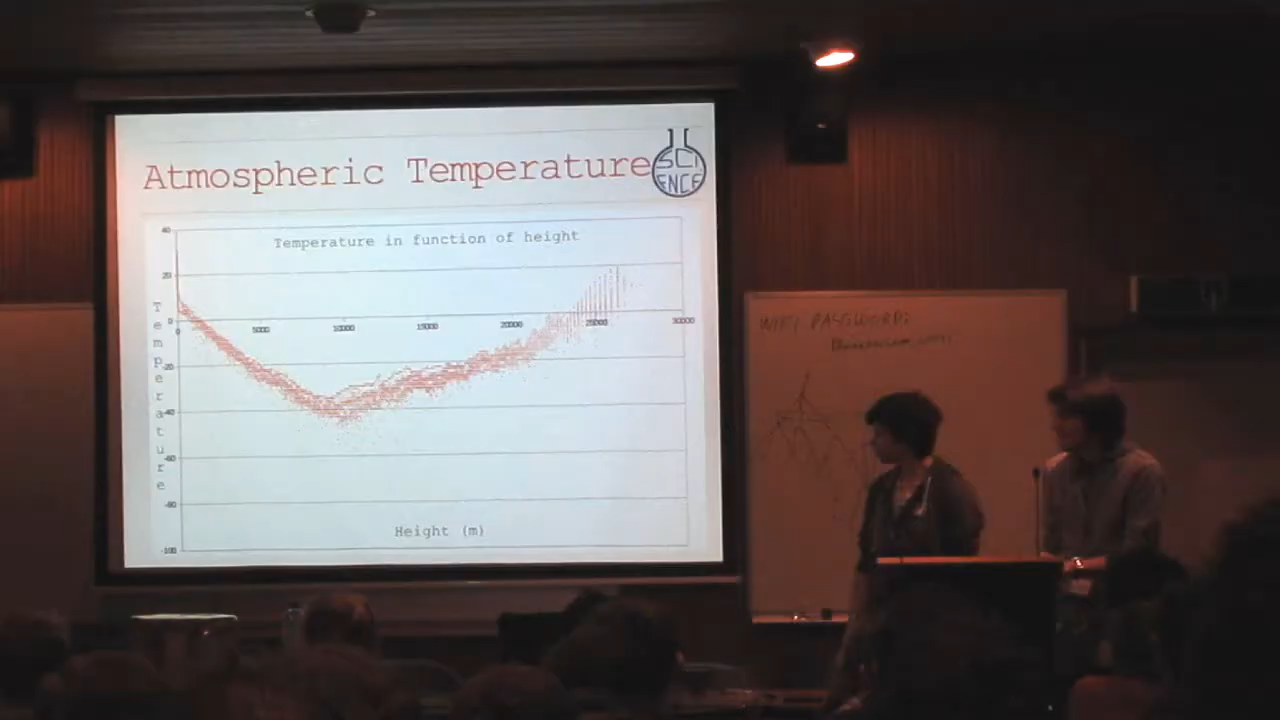 Atmospheric Temperature
SCI
ENCE
Temperature in function of height
40
20
0
-20
-40
-60
-80
-100
Temperature
0 5000 10000 15000 20000 25000 30000
Height (m)
WIFI PASSWORD: